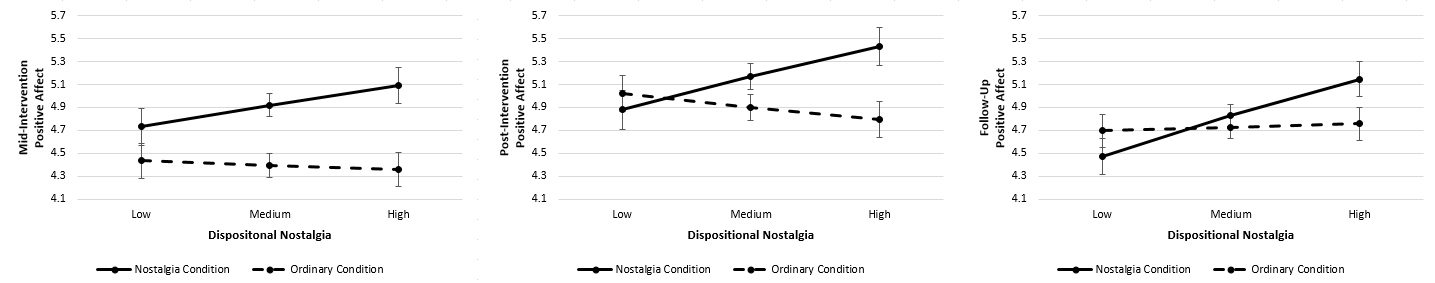 5.7
5.5
5.3
5.1
4.9
4.7
4.5
4.3
4.1
Mid-Intervention
Positive Affect
Low Medium High
Dispositonal Nostalgia
Nostalgia Condition Ordinary Condition
5.7
5.5
5.3
5.1
4.9
4.7
4.5
4.3
4.1
Post-Intervention
Positive Affect
Low Medium High
Dispositional Nostalgia
Nostalgia Condition Ordinary Condition
5.7
5.5
5.3
5.1
4.9
4.7
4.5
4.3
4.1
Follow-Up
Positive Affect
Low Medium High
Dispositional Nostalgia
Nostalgia Condition Ordinary Condition